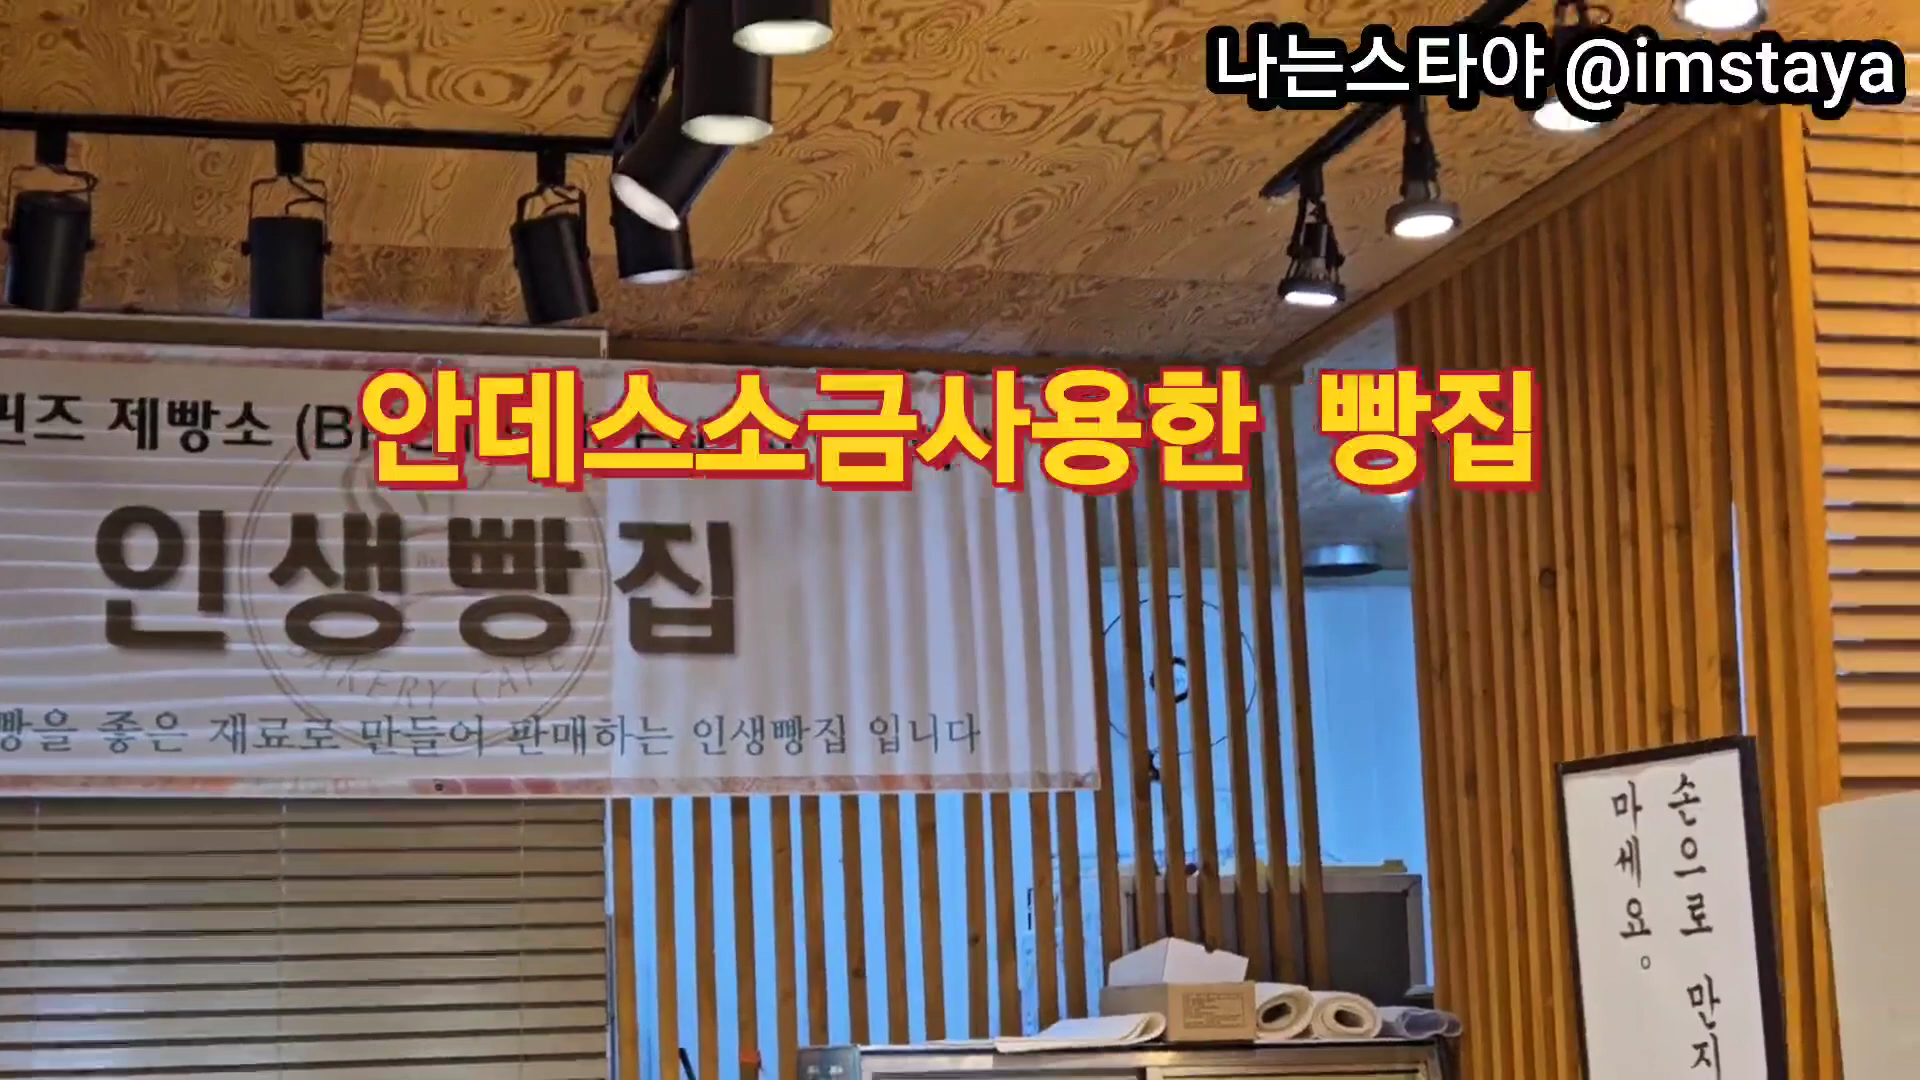 나는스타야 @imstaya
안데스소금사용한 빵집
제빵소
인생빵집
BAKERY CAFE
빵을 좋은 재료로 만들어 판매하는 인생빵집 입니다
손으로 만지
마세요。